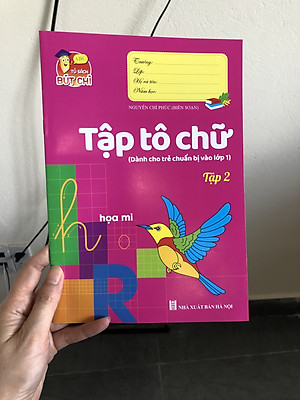 ABC
TỦ SÁCH
BÚT CHÌ
Trường:
Lớp:
Họ và tên:
Năm học:
NGUYỄN CHÍ PHÚC (BIÊN SOẠN)
Tập tô chữ
(Dành cho trẻ chuẩn bị vào lớp 1)
Tập 2
họa mi
h
R
NHÀ XUẤT BẢN HÀ NỘI